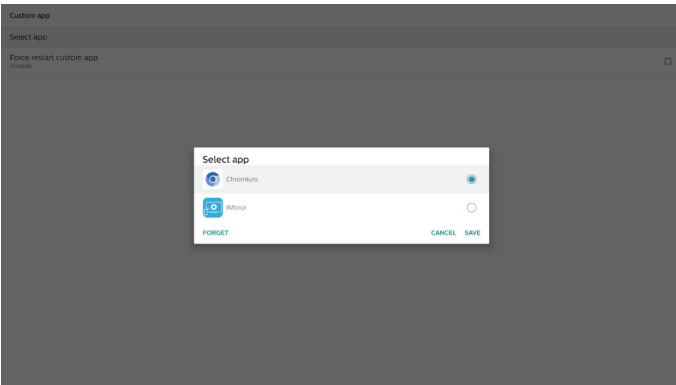 Custom app
Select app
Force restart custom app
Disable
Select app
Chromium
iMirror
FORGET
CANCEL SAVE